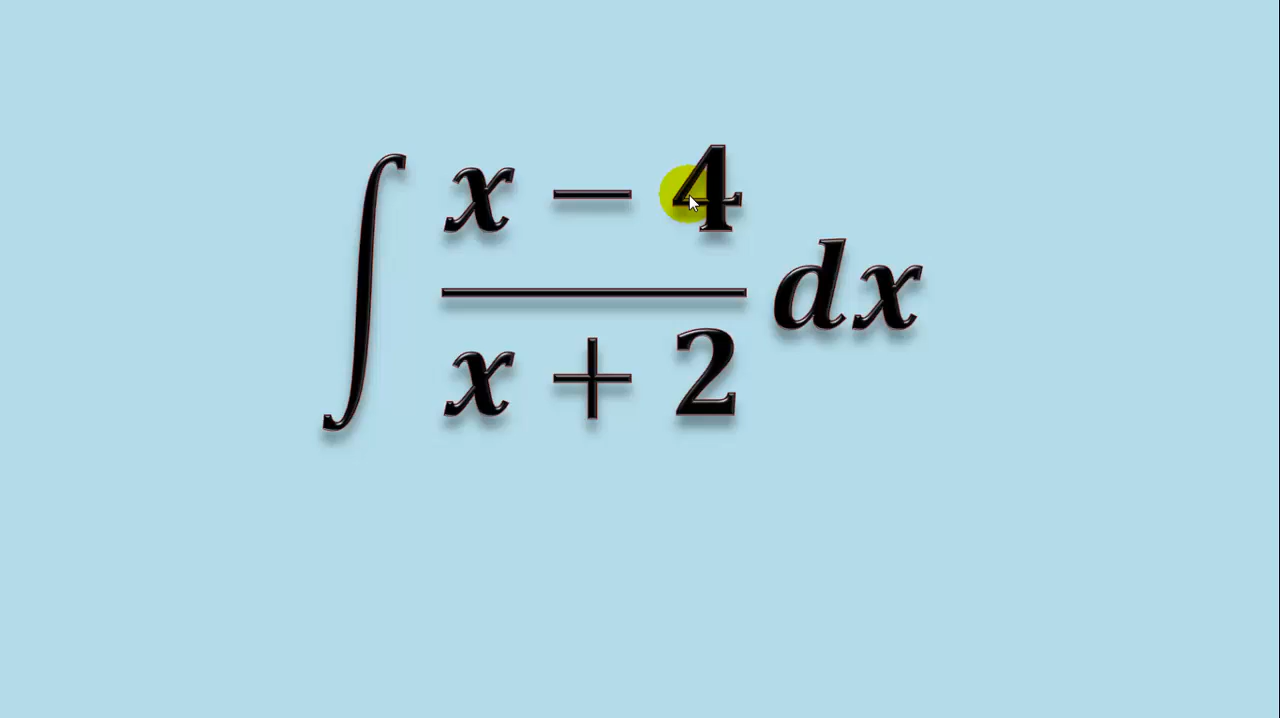 ∫ x − 4 / x + 2 dx